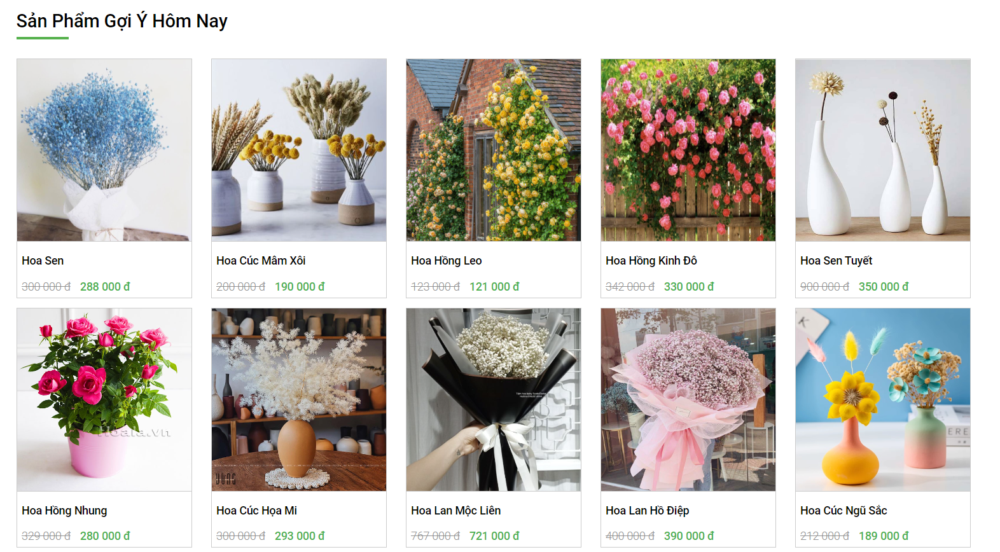 Sản Phẩm Gợi Ý Hôm Nay
Hoa Sen
300 000 đ 288 000 đ
Hoa Cúc Mâm Xôi
200 000 đ 190 000 đ
Hoa Hồng Leo
123 000 đ 121 000 đ
Hoa Hồng Kinh Đô
342 000 đ 330 000 đ
Hoa Sen Tuyết
900 000 đ 350 000 đ
Hoala.vn
Hoa Hồng Nhung
329 000 đ 280 000 đ
Hoa Cúc Họa Mi
300 000 đ 293 000 đ
Hoa Lan Mộc Liên
767 000 đ 721 000 đ
Hoa Lan Hồ Điệp
400 000 đ 390 000 đ
K
ERE
Hoa Cúc Ngũ Sắc
212 000 đ 189 000 đ